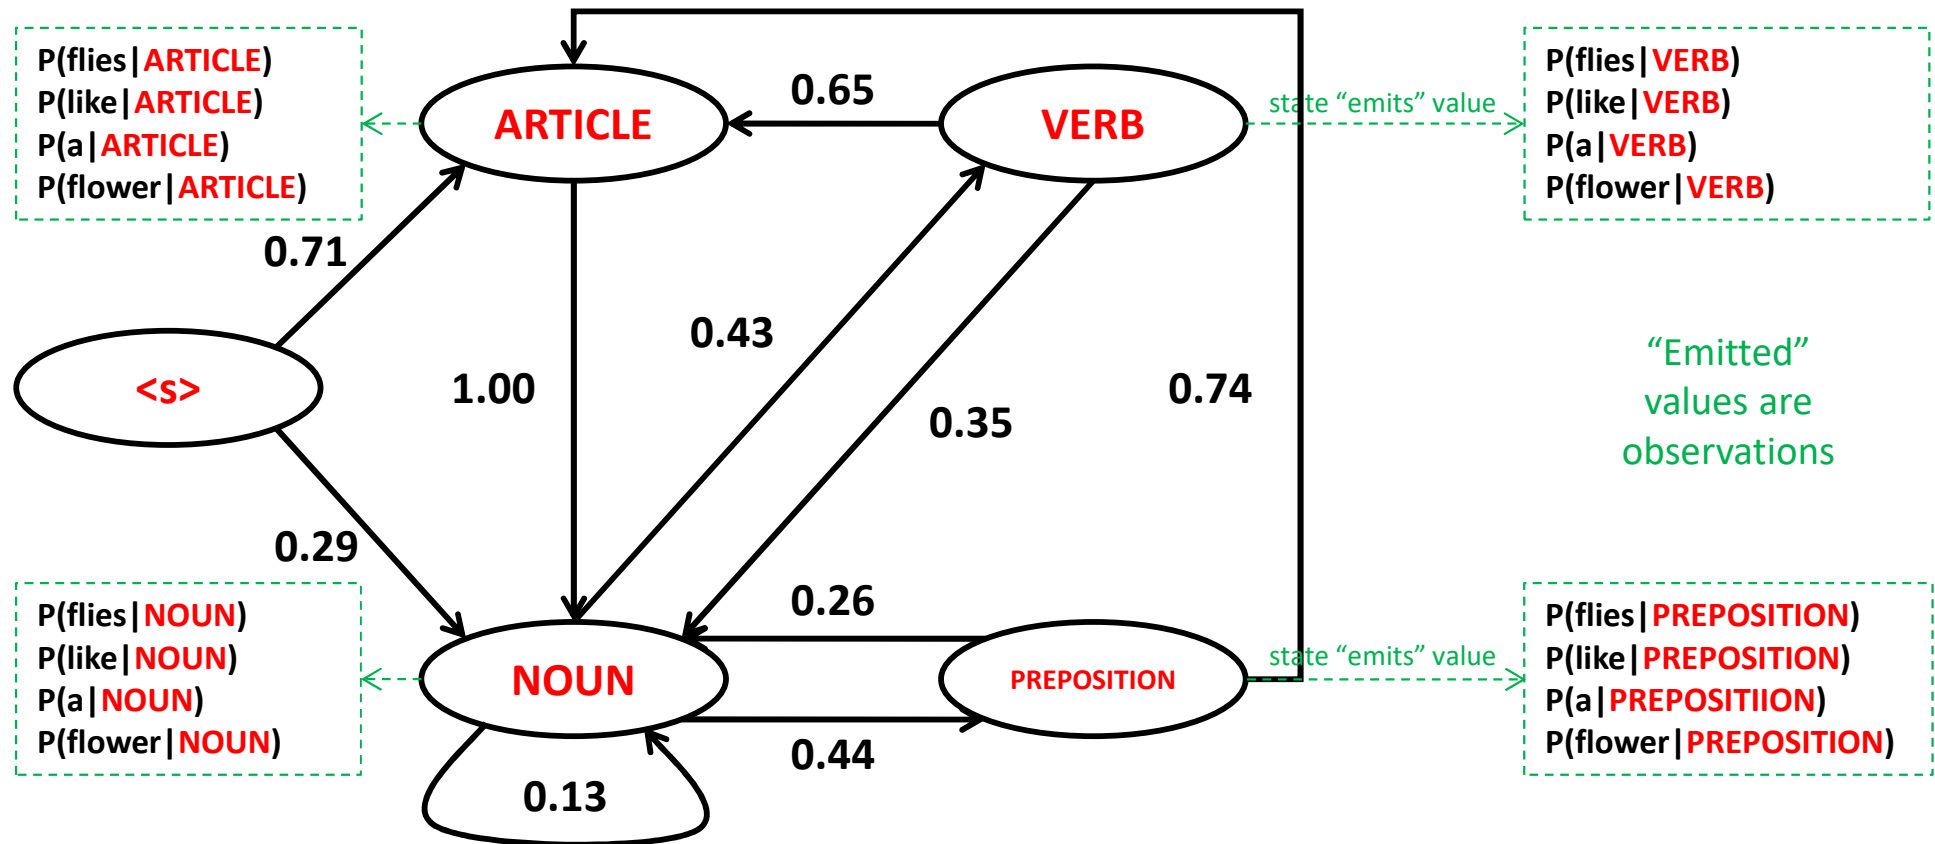 P(flies|ARTICLE)
P(like|ARTICLE)
P(a|ARTICLE)
P(flower|ARTICLE)
ARTICLE
0.65
VERB
state “emits” value
P(flies|VERB)
P(like|VERB)
P(a|VERB)
P(flower|VERB)
0.71
<s>
1.00
0.43
0.35
0.74
“Emitted”
values are
observations
0.29
P(flies|NOUN)
P(like|NOUN)
P(a|NOUN)
P(flower|NOUN)
NOUN
0.26
0.44
0.13
PREPOSITION
state “emits” value
P(flies|PREPOSITION)
P(like|PREPOSITION)
P(a|PREPOSITIION)
P(flower|PREPOSITION)